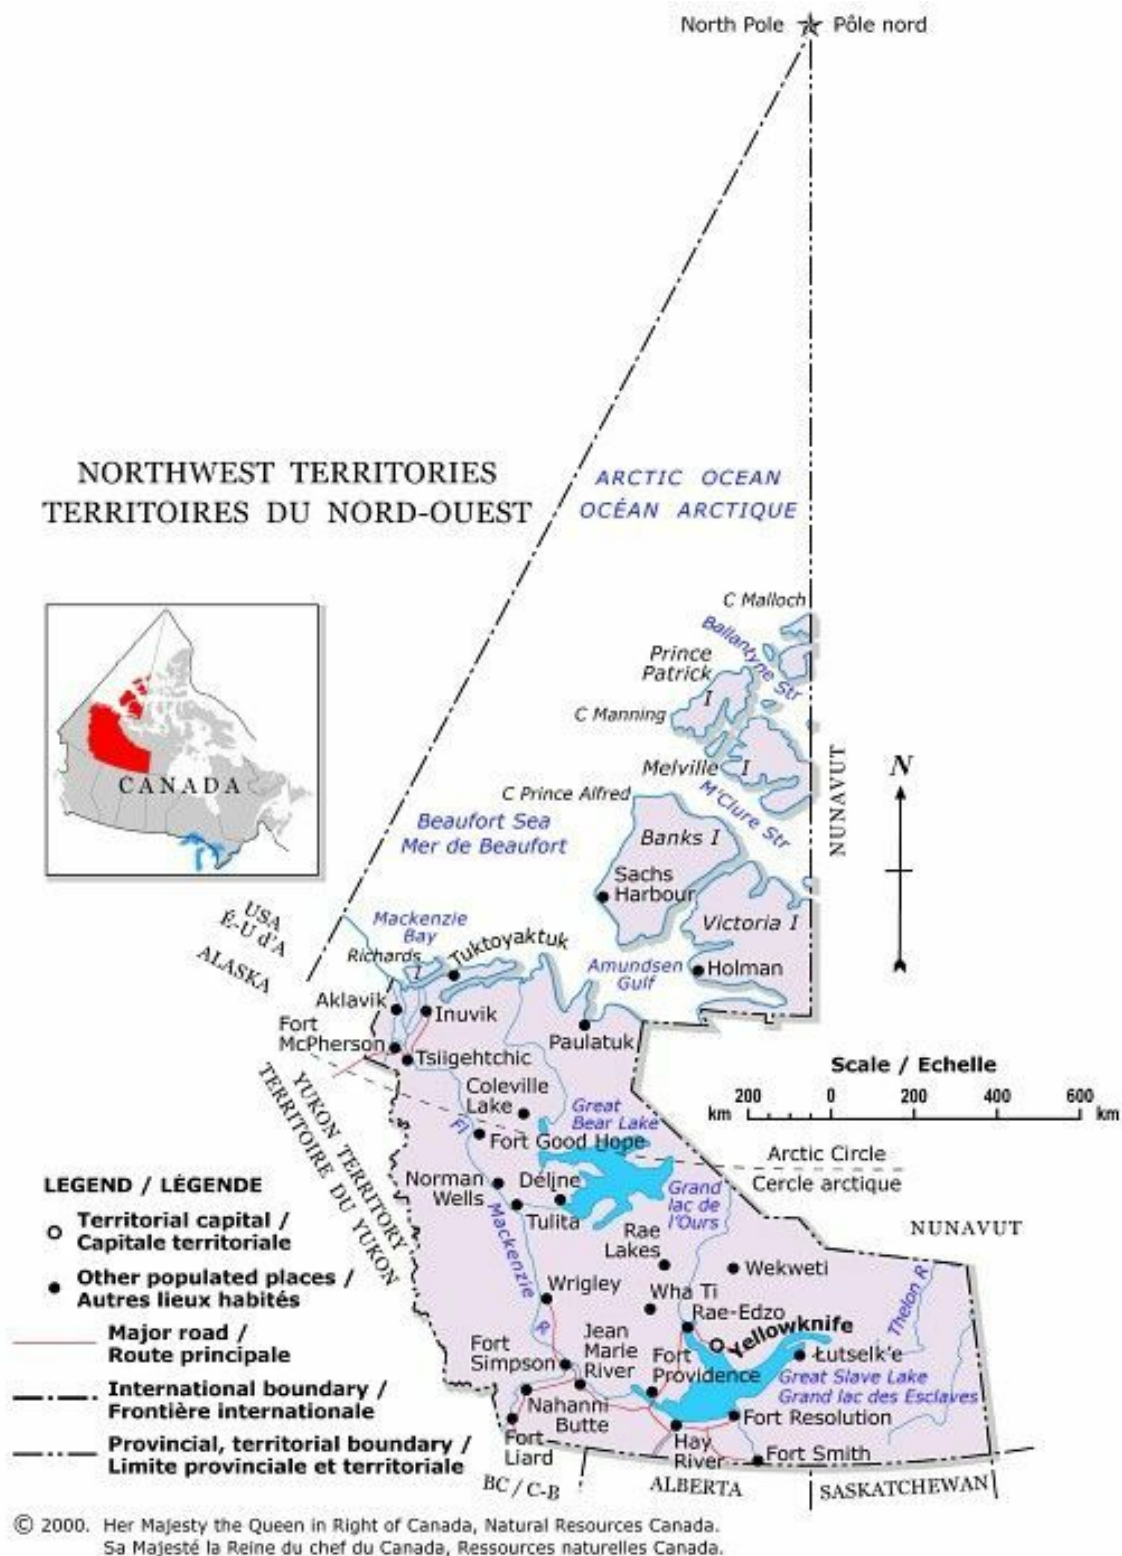 North Pole Pôle nord
NORTHWEST TERRITORIES
TERRITOIRES DU NORD-OUEST
ARCTIC OCEAN
OCÉAN ARCTIQUE
C Malloch
Ballantyne Str
Prince
Patrick
I
C Manning
Melville I
M'Clure Str
NUNAVUT
N
CANADA
C Prince Alfred
Beaufort Sea
Mer de Beaufort
Banks I
Sachs
Harbour
Victoria I
USA
É-U d'A
ALASKA
Mackenzie
Bay
Tuktoyaktuk
Richards
I
Amundsen
Gulf
Holman
Aklavik
Inuvik
Fort
McPherson
Paulatuk
Tsiigehtchic
Scale / Echelle
200 0 200 400 600
km km
YUKON TERRITORY
TERRITOIRE DU YUKON
Coleville
Lake
Great
Bear Lake
Fl
Fort Good Hope
Arctic Circle
Cercle arctique
Norman
Wells
Déline
Grand
lac de
l'Ours
Tulita
Mackenzie
R
Rae
Lakes
Wekweti
NUNAVUT
Wrigley
Wha Ti
Rae-Edzo
Thelon R
Yellowknife
Jean
Marie
River
Fort
Simpson
Fort
Providence
Łutselk'e
Great Slave Lake
Grand lac des Esclaves
Nahanni
Butte
Fort Resolution
Fort
Liard
Hay
River
Fort Smith
BC / C-B
ALBERTA
SASKATCHEWAN
LEGEND / LÉGENDE
Territorial capital /
Capitale territoriale
Other populated places /
Autres lieux habités
Major road /
Route principale
International boundary /
Frontière internationale
Provincial, territorial boundary /
Limite provinciale et territoriale
© 2000. Her Majesty the Queen in Right of Canada, Natural Resources Canada.
Sa Majesté la Reine du chef du Canada, Ressources naturelles Canada.